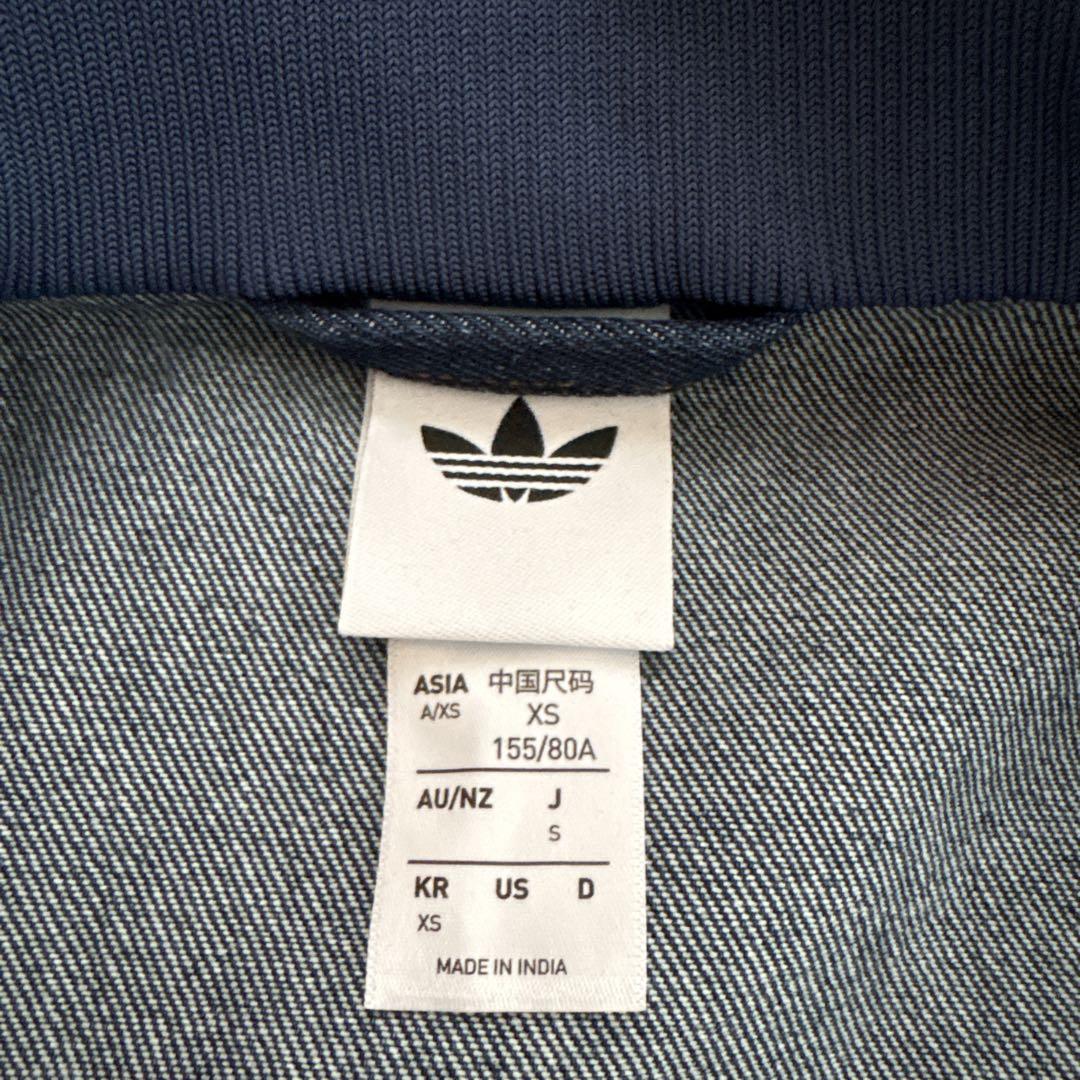 ASIA 中国尺码
A/XS XS
155/80A
AU/NZ J
S
KR US D
XS
MADE IN INDIA